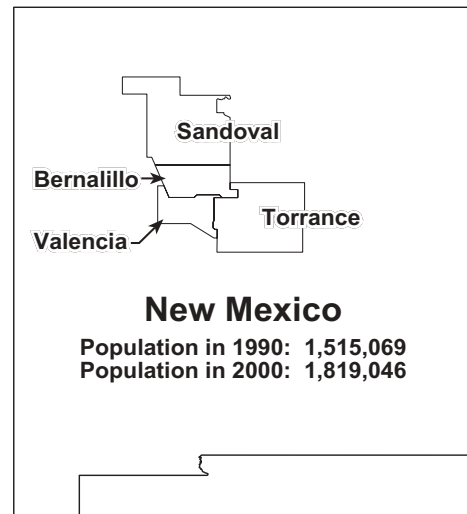 Sandoval
Bernalillo
Torrance
Valencia
New Mexico
Population in 1990: 1,515,069
Population in 2000: 1,819,046